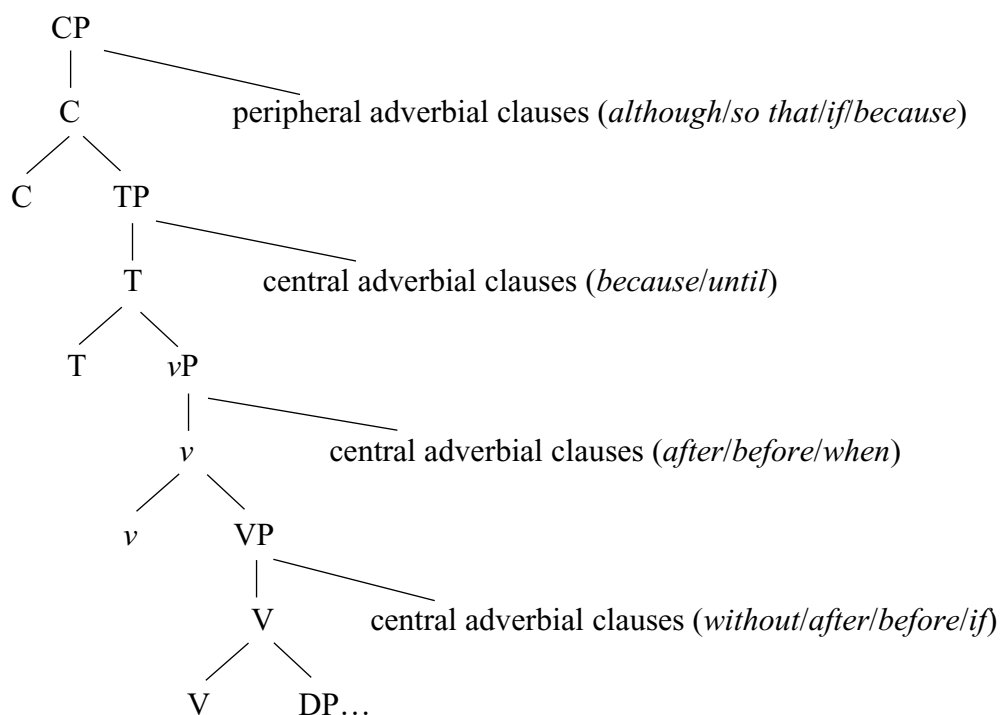 CP
C
peripheral adverbial clauses (although/so that/if/because)
C TP
T
central adverbial clauses (because/until)
T vP
v
central adverbial clauses (after/before/when)
v VP
V
central adverbial clauses (without/after/before/if)
V DP…